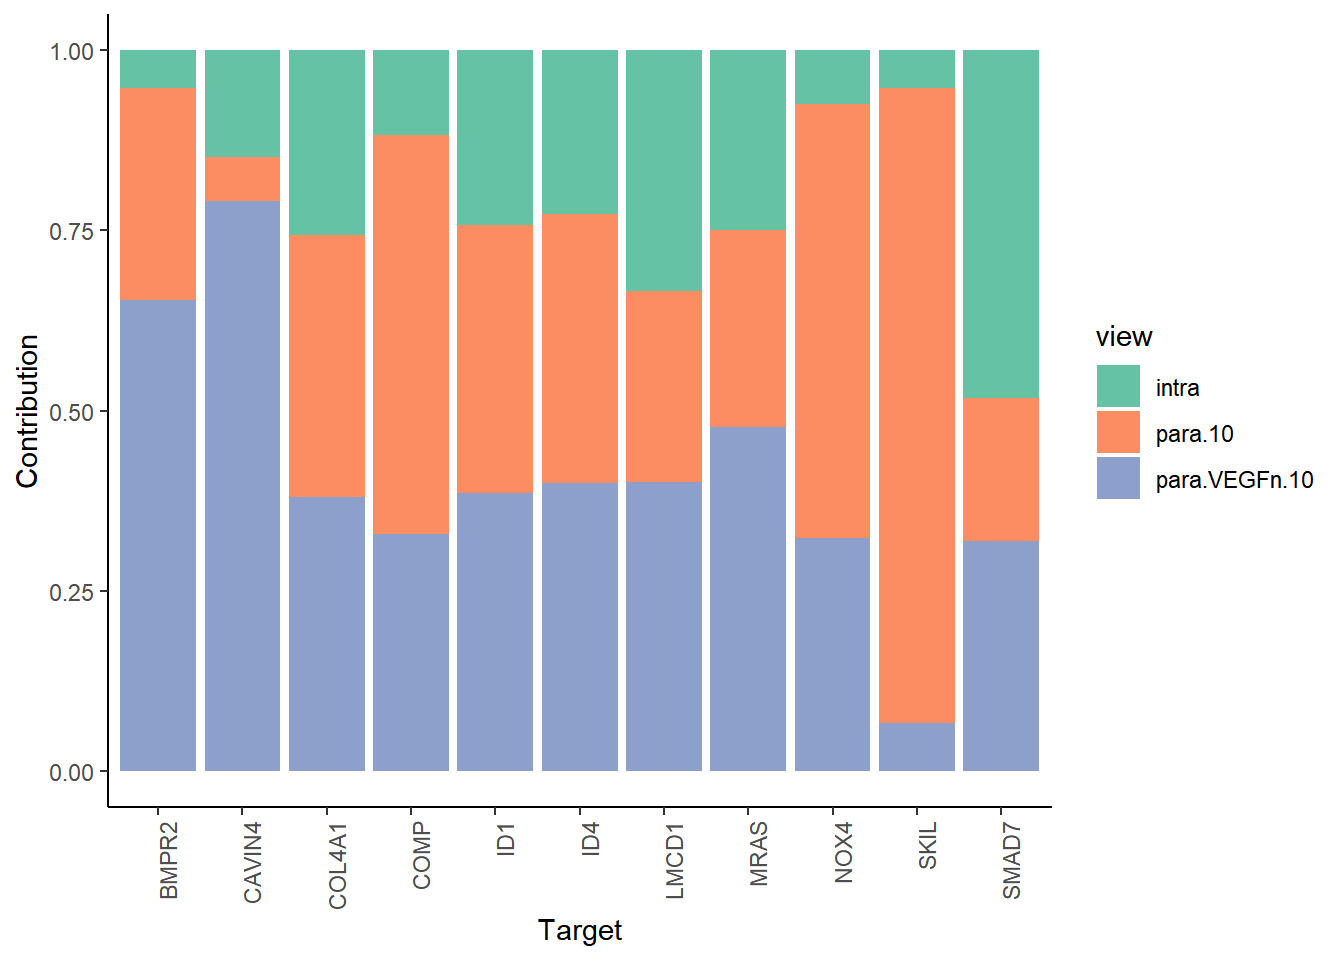 1.00
0.75
0.50
0.25
0.00
Contribution
BMPR2
CAVIN4
COL4A1
COMP
ID1
ID4
LMCD1
MRAS
NOX4
SKIL
SMAD7
Target
view
intra
para.10
para.VEGFn.10